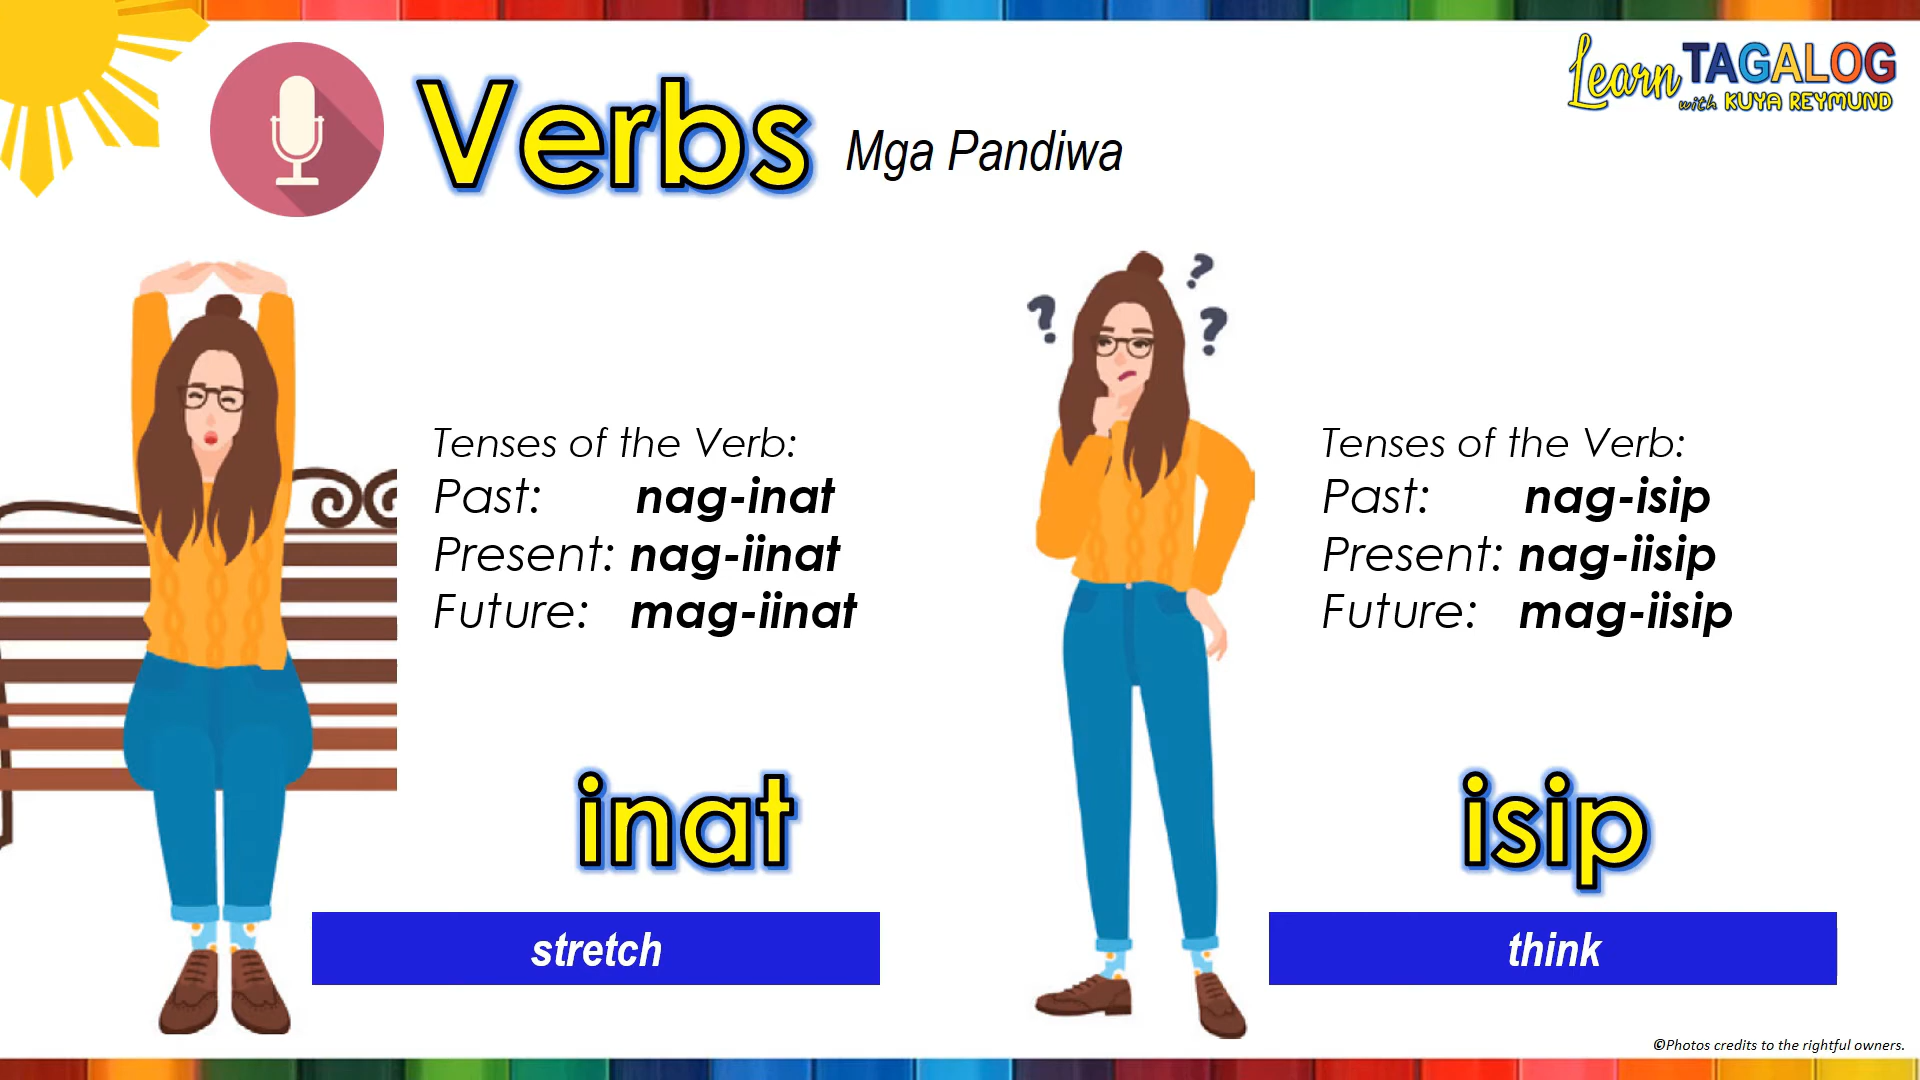 Learn TAGALOG
with KUYA REYMUND
Verbs Mga Pandiwa
? ? ?
Tenses of the Verb:
Past: nag-inat
Present: nag-iinat
Future: mag-iinat
inat
stretch
Tenses of the Verb:
Past: nag-isip
Present: nag-iisip
Future: mag-iisip
isip
think
©Photos credits to the rightful owners.